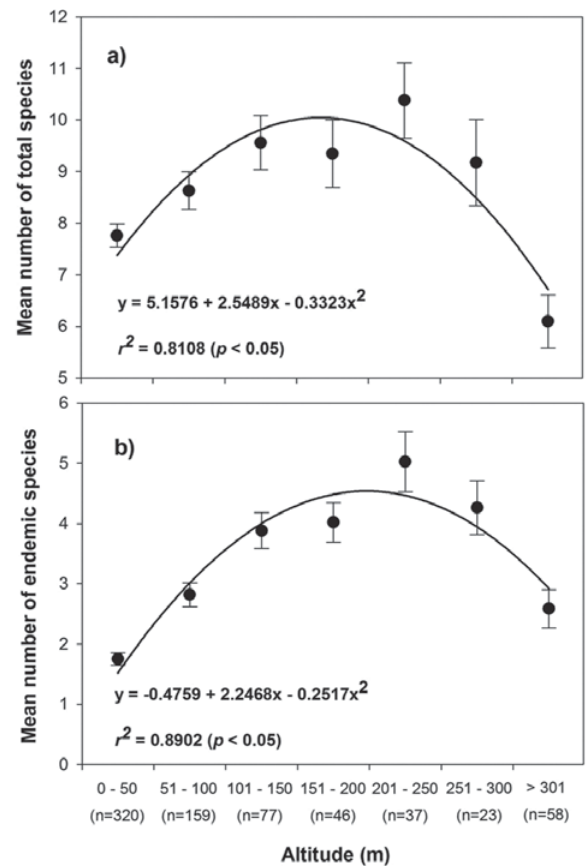 12
a)
11
10
9
8
7
6
5
Mean number of total species
y = 5.1576 + 2.5489x - 0.3323x²
r² = 0.8108 (p < 0.05)
6
b)
5
4
3
2
1
0
Mean number of endemic species
y = -0.4759 + 2.2468x - 0.2517x²
r² = 0.8902 (p < 0.05)
0 - 50 51 - 100 101 - 150 151 - 200 201 - 250 251 - 300 > 301
(n=320) (n=159) (n=77) (n=46) (n=37) (n=23) (n=58)
Altitude (m)